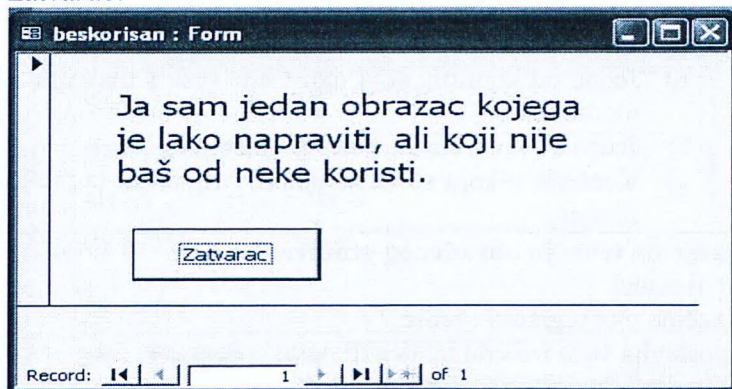 beskorisan : Form
Ja sam jedan obrazac kojega
je lako napraviti, ali koji nije
baš od neke koristi.
Zatvarac
Record: 1 of 1